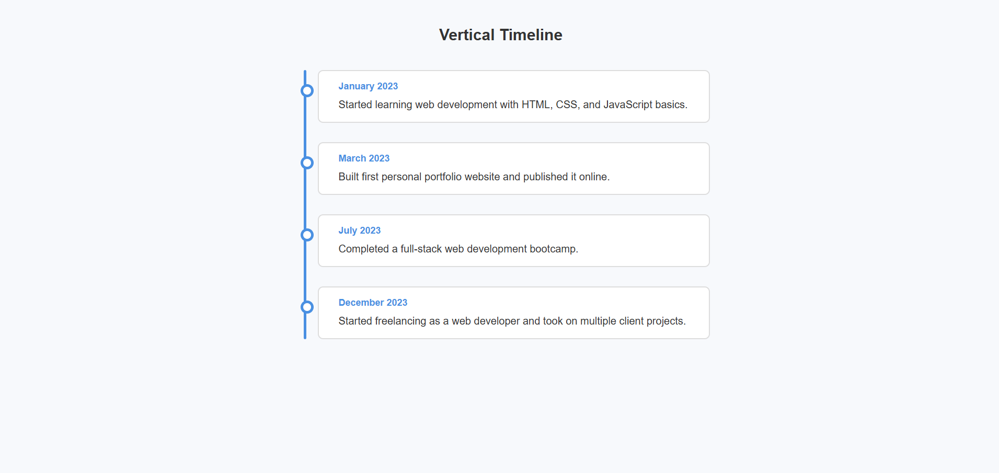 Vertical Timeline
January 2023
Started learning web development with HTML, CSS, and JavaScript basics.
March 2023
Built first personal portfolio website and published it online.
July 2023
Completed a full-stack web development bootcamp.
December 2023
Started freelancing as a web developer and took on multiple client projects.